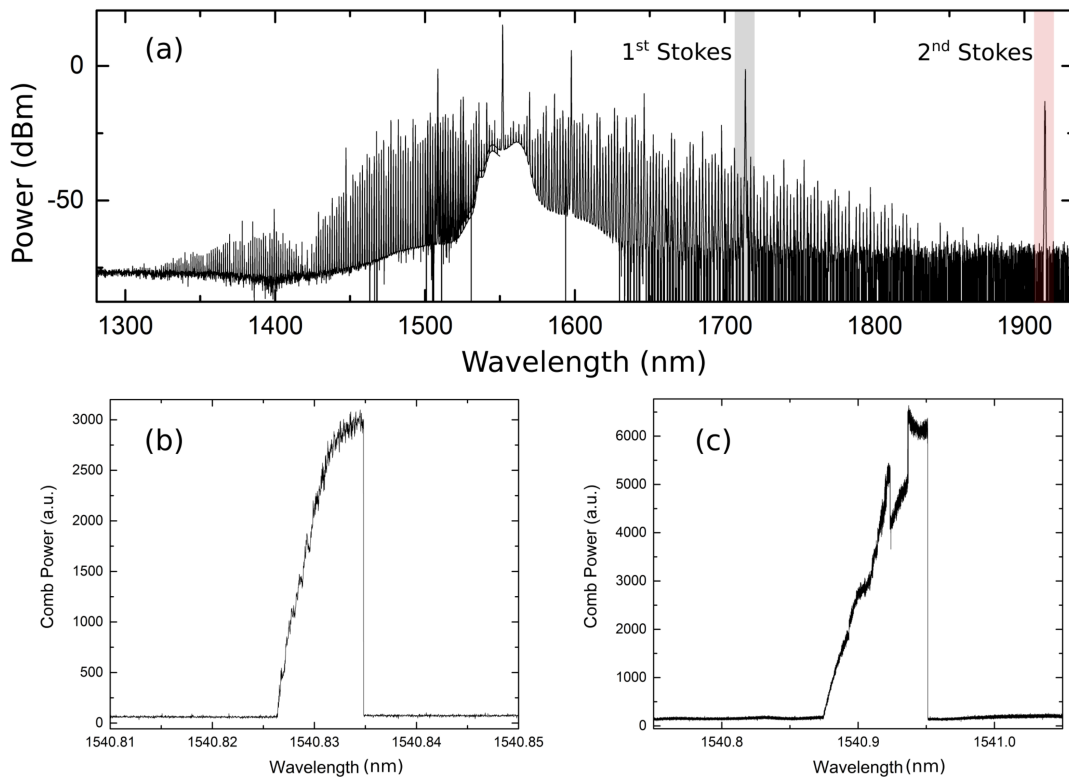 (a)
1st Stokes
2nd Stokes
Power (dBm)
0
-50
1300 1400 1500 1600 1700 1800 1900
Wavelength (nm)
(b)
Comb Power (a.u.)
3000
2500
2000
1500
1000
500
0
1540.81 1540.82 1540.83 1540.84 1540.85
Wavelength (nm)
(c)
Comb Power (a.u.)
6000
5000
4000
3000
2000
1000
0
1540.8 1540.9 1541.0
Wavelength (nm)